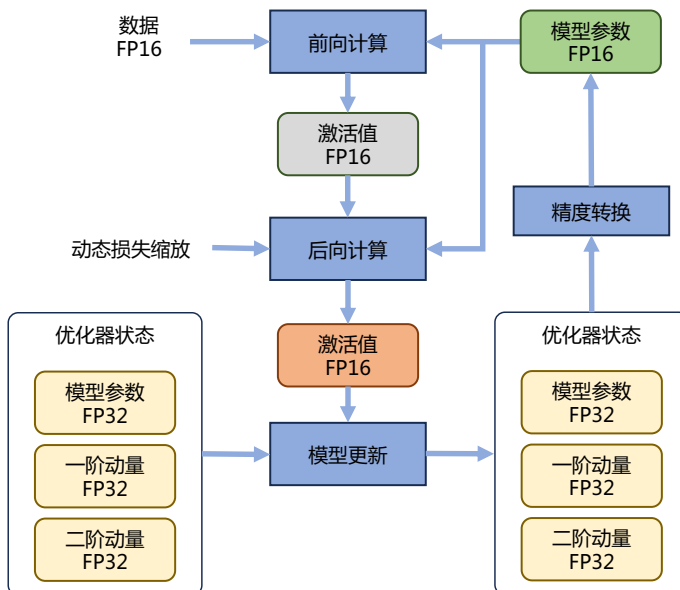 数据
FP16
前向计算
模型参数
FP16
激活值
FP16
精度转换
动态损失缩放
后向计算
优化器状态
模型参数
FP32
一阶动量
FP32
二阶动量
FP32
激活值
FP16
模型更新
优化器状态
模型参数
FP32
一阶动量
FP32
二阶动量
FP32